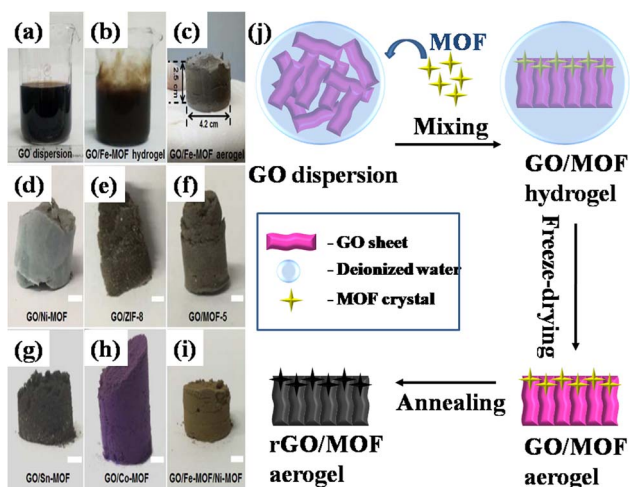 (a)
GO dispersion
(b)
GO/Fe-MOF hydrogel
(c)
2.5 cm
4.2 cm
GO/Fe-MOF aerogel
(d)
GO/Ni-MOF
(e)
GO/ZIF-8
(f)
GO/MOF-5
(g)
GO/Sn-MOF
(h)
GO/Co-MOF
(i)
GO/Fe-MOF/Ni-MOF
(j)
MOF
Mixing
GO dispersion
GO/MOF
hydrogel
- GO sheet
- Deionized water
- MOF crystal
Freeze-drying
Annealing
rGO/MOF
aerogel
GO/MOF
aerogel